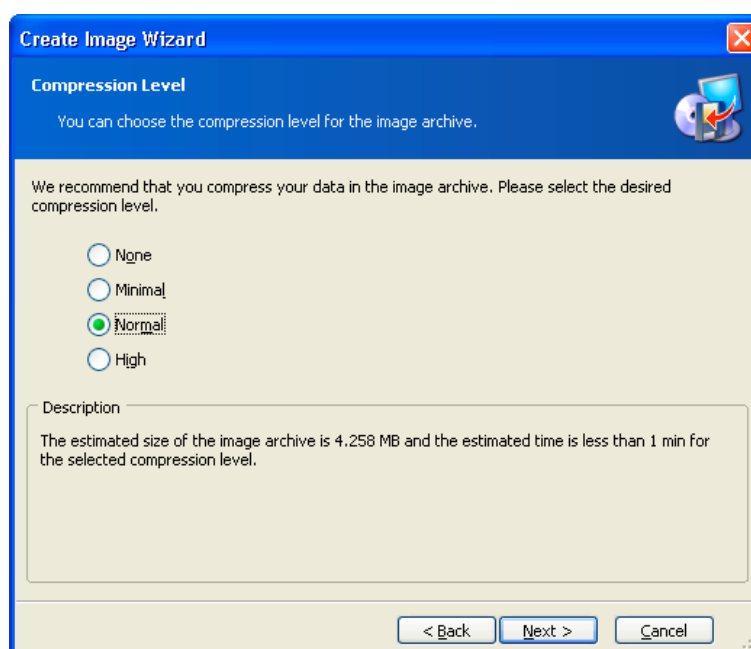 Create Image Wizard
Compression Level
You can choose the compression level for the image archive.
We recommend that you compress your data in the image archive. Please select the desired
compression level.
None
Minimal
Normal
High
Description
The estimated size of the image archive is 4.258 MB and the estimated time is less than 1 min for
the selected compression level.
< Back Next > Cancel